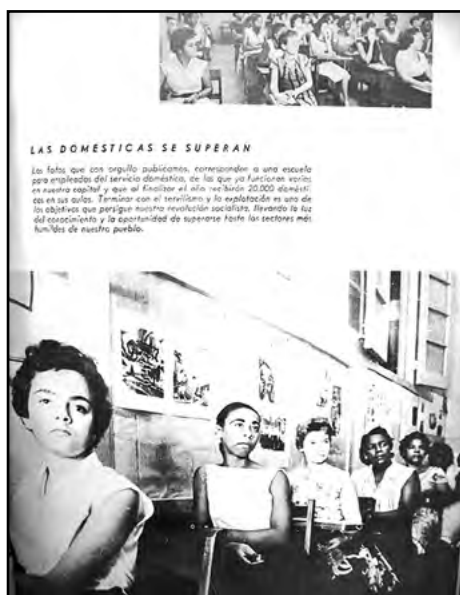 LAS DOMESTICAS SE SUPERAN
Las fotos que con orgullo publicamos, corresponden a una escuela
para empleadas del servicio doméstico, de las que ya funcionan varias
en nuestra capital y que al finalizar el año recibirán 20.000 domésti-
cas en sus aulas. Terminar con el servilismo y la explotación es uno de
los objetivos que persigue nuestra revolución socialista, llevando la luz
del conocimiento y la oportunidad de superarse hasta los sectores más
humildes de nuestro pueblo.